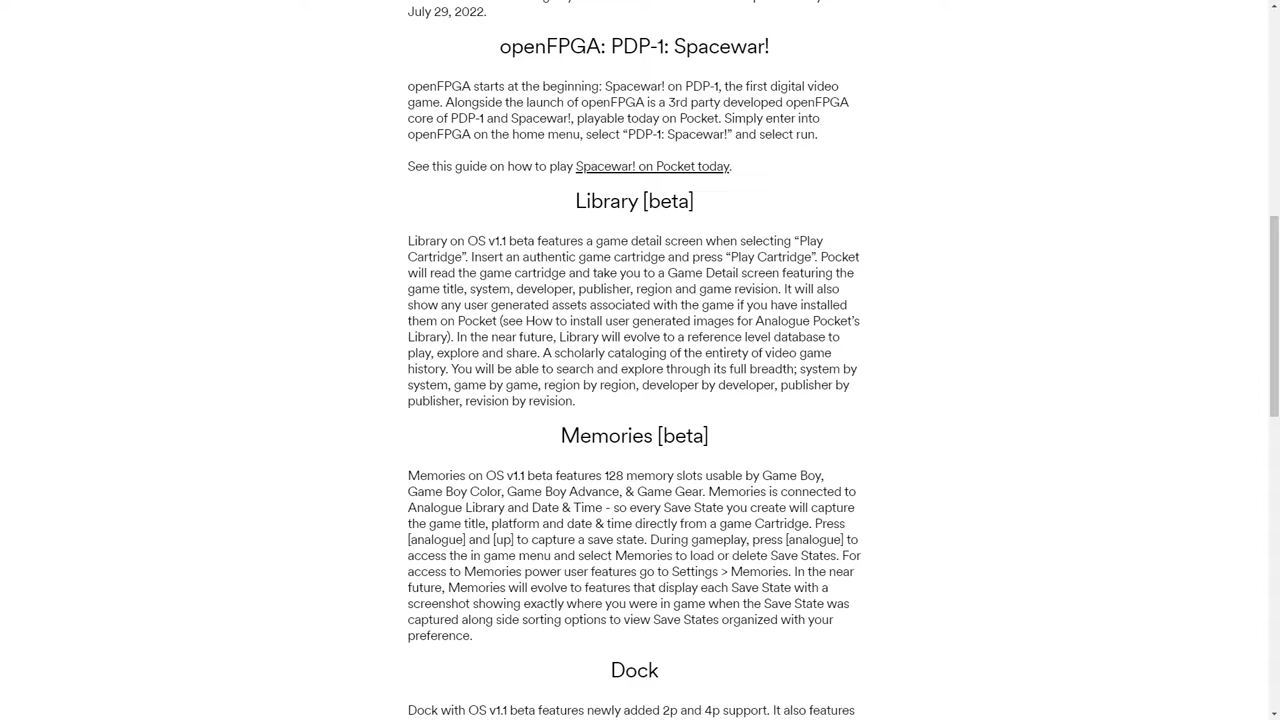 July 29, 2022.
openFPGA: PDP-1: Spacewar!
openFPGA starts at the beginning: Spacewar! on PDP-1, the first digital video
game. Alongside the launch of openFPGA is a 3rd party developed openFPGA
core of PDP-1 and Spacewar!, playable today on Pocket. Simply enter into
openFPGA on the home menu, select “PDP-1: Spacewar!” and select run.
See this guide on how to play Spacewar! on Pocket today.
Library [beta]
Library on OS v1.1 beta features a game detail screen when selecting “Play
Cartridge”. Insert an authentic game cartridge and press “Play Cartridge”. Pocket
will read the game cartridge and take you to a Game Detail screen featuring the
game title, system, developer, publisher, region and game revision. It will also
show any user generated assets associated with the game if you have installed
them on Pocket (see How to install user generated images for Analogue Pocket’s
Library). In the near future, Library will evolve to a reference level database to
play, explore and share. A scholarly cataloging of the entirety of video game
history. You will be able to search and explore through its full breadth; system by
system, game by game, region by region, developer by developer, publisher by
publisher, revision by revision.
Memories [beta]
Memories on OS v1.1 beta features 128 memory slots usable by Game Boy,
Game Boy Color, Game Boy Advance, & Game Gear. Memories is connected to
Analogue Library and Date & Time - so every Save State you create will capture
the game title, platform and date & time directly from a game Cartridge. Press
[analogue] and [up] to capture a save state. During gameplay, press [analogue] to
access the in game menu and select Memories to load or delete Save States. For
access to Memories power user features go to Settings > Memories. In the near
future, Memories will evolve to features that display each Save State with a
screenshot showing exactly where you were in game when the Save State was
captured along side sorting options to view Save States organized with your
preference.
Dock
Dock with OS v1.1 beta features newly added 2p and 4p support. It also features